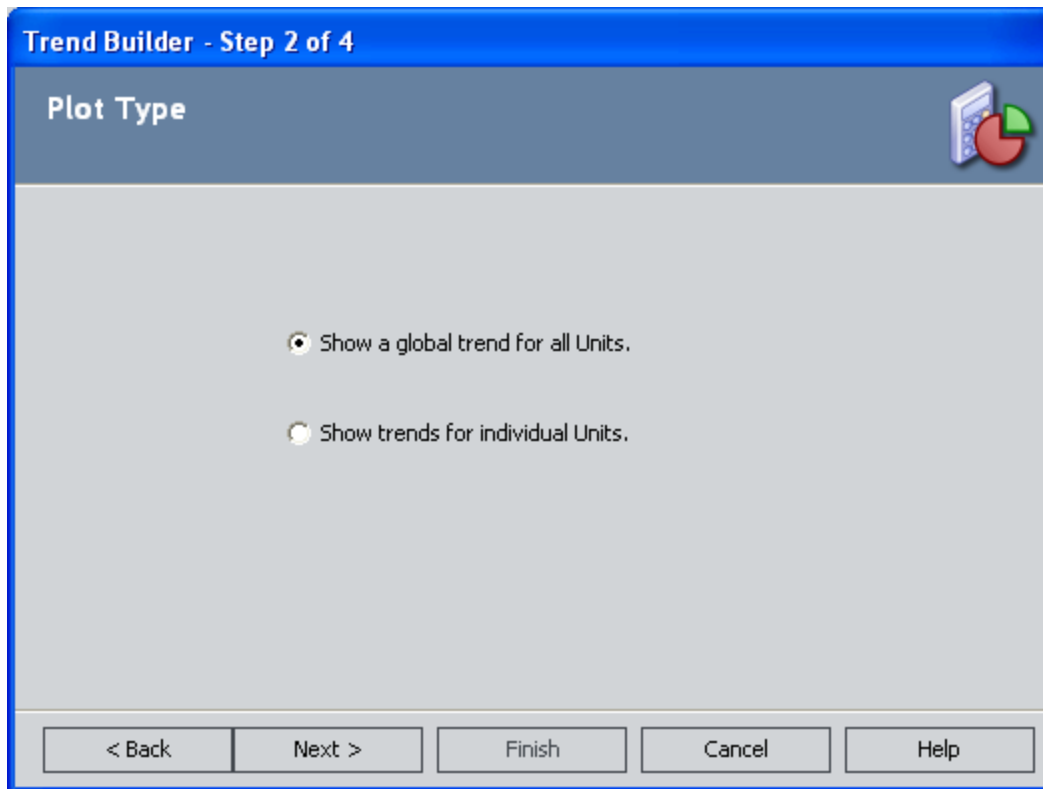 Trend Builder - Step 2 of 4
Plot Type
Show a global trend for all Units.
Show trends for individual Units.
< Back Next > Finish Cancel Help